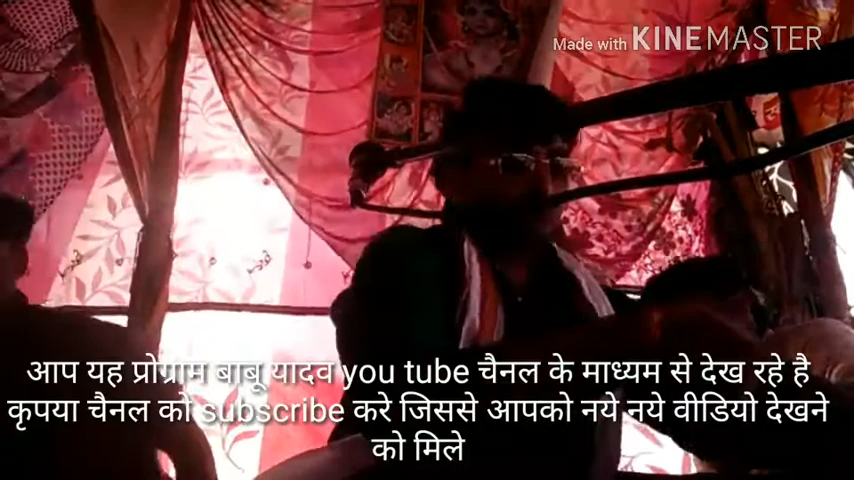 Made with KINEMASTER
आप यह प्रोग्राम बाबू यादव you tube चैनल के माध्यम से देख रहे है
कृपया चैनल को subscribe करे जिससे आपको नये नये वीडियो देखने
को मिले